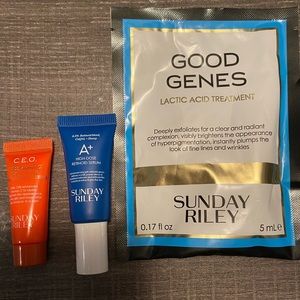 C.E.O.
SUNDAY
RILEY
A+
HIGH-DOSE
RETINOID SERUM
SUNDAY
RILEY
GOOD
GENES
LACTIC ACID TREATMENT
Deeply exfoliates for a clear and radiant
complexion, visibly brightens the appearance
of hyperpigmentation, instantly plumps the
look of fine lines and wrinkles
SUNDAY
RILEY
0.17 fl oz 5 mL℮